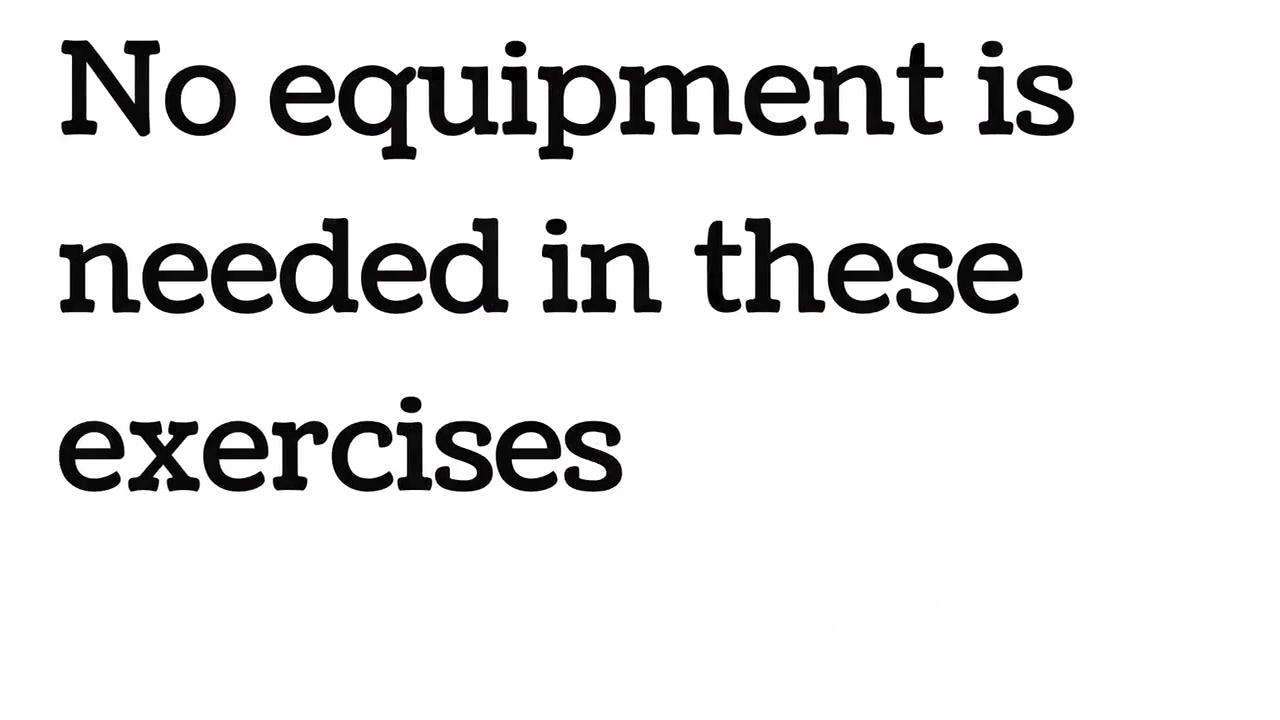 No equipment is
needed in these
exercises